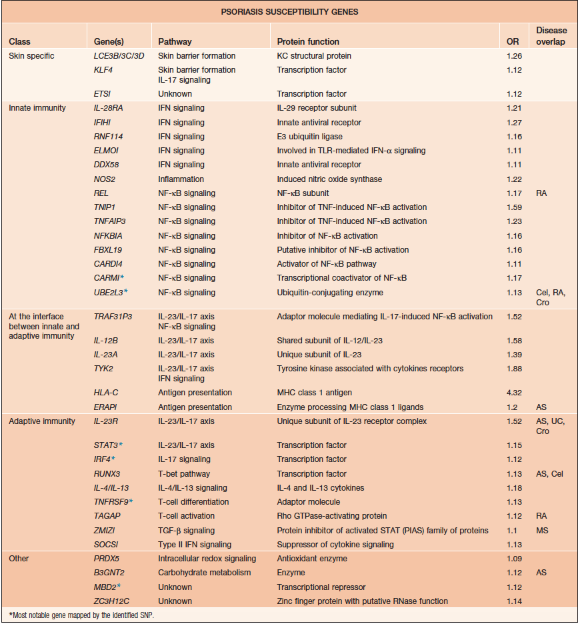 PSORIASIS SUSCEPTIBILITY GENES
Class Gene(s) Pathway Protein function OR Disease overlap
Skin specific LCE3B/3C/3D Skin barrier formation KC structural protein 1.26
KLF4 Skin barrier formation Transcription factor 1.12
IL-17 signaling
ETSI Unknown Transcription factor 1.12
Innate immunity IL-28RA IFN signaling IL-29 receptor subunit 1.21
IFIHI IFN signaling Innate antiviral receptor 1.27
RNF114 IFN signaling E3 ubiquitin ligase 1.16
ELMOI IFN signaling Involved in TLR-mediated IFN-α signaling 1.11
DDX58 IFN signaling Innate antiviral receptor 1.11
NOS2 Inflammation Induced nitric oxide synthase 1.22
REL NF-κB signaling NF-κB subunit 1.17 RA
TNIP1 NF-κB signaling Inhibitor of TNF-induced NF-κB activation 1.59
TNFAIP3 NF-κB signaling Inhibitor of TNF-induced NF-κB activation 1.23
NFKBIA NF-κB signaling Inhibitor of NF-κB activation 1.16
FBXL19 NF-κB signaling Putative inhibitor of NF-κB activation 1.16
CARDI4 NF-κB signaling Activator of NF-κB pathway 1.11
CARMI* NF-κB signaling Transcriptional coactivator of NF-κB 1.17
UBE2L3* NF-κB signaling Ubiquitin-conjugating enzyme 1.13 Cel, RA,
Cro
At the interface TRAF31P3 IL-23/IL-17 axis Adaptor molecule mediating IL-17-induced NF-κB activation 1.52
between innate and NF-κB signaling
adaptive immunity IL-12B IL-23/IL-17 axis Shared subunit of IL-12/IL-23 1.58
IL-23A IL-23/IL-17 axis Unique subunit of IL-23 1.39
TYK2 IL-23/IL-17 axis Tyrosine kinase associated with cytokines receptors 1.88
IFN signaling
HLA-C Antigen presentation MHC class 1 antigen 4.32
ERAPI Antigen presentation Enzyme processing MHC class 1 ligands 1.2 AS
Adaptive immunity IL-23R IL-23/IL-17 axis Unique subunit of IL-23 receptor complex 1.52 AS, UC,
Cro
STAT3* IL-23/IL-17 axis Transcription factor 1.15
IRF4* IL-17 signaling Transcription factor 1.12
RUNX3 T-bet pathway Transcription factor 1.13 AS, Cel
IL-4/IL-13 IL-4/IL-13 signaling IL-4 and IL-13 cytokines 1.18
TNFRSF9* T-cell differentiation Adaptor molecule 1.13
TAGAP T-cell activation Rho GTPase-activating protein 1.12 RA
ZMIZI TGF-β signaling Protein inhibitor of activated STAT (PIAS) family of proteins 1.1 MS
SOCSI Type II IFN signaling Suppressor of cytokine signaling 1.13
Other PRDX5 Intracellular redox signaling Antioxidant enzyme 1.09
B3GNT2 Carbohydrate metabolism Enzyme 1.12 AS
MBD2* Unknown Transcriptional repressor 1.12
ZC3H12C Unknown Zinc finger protein with putative RNase function 1.14
*Most notable gene mapped by the identified SNP.